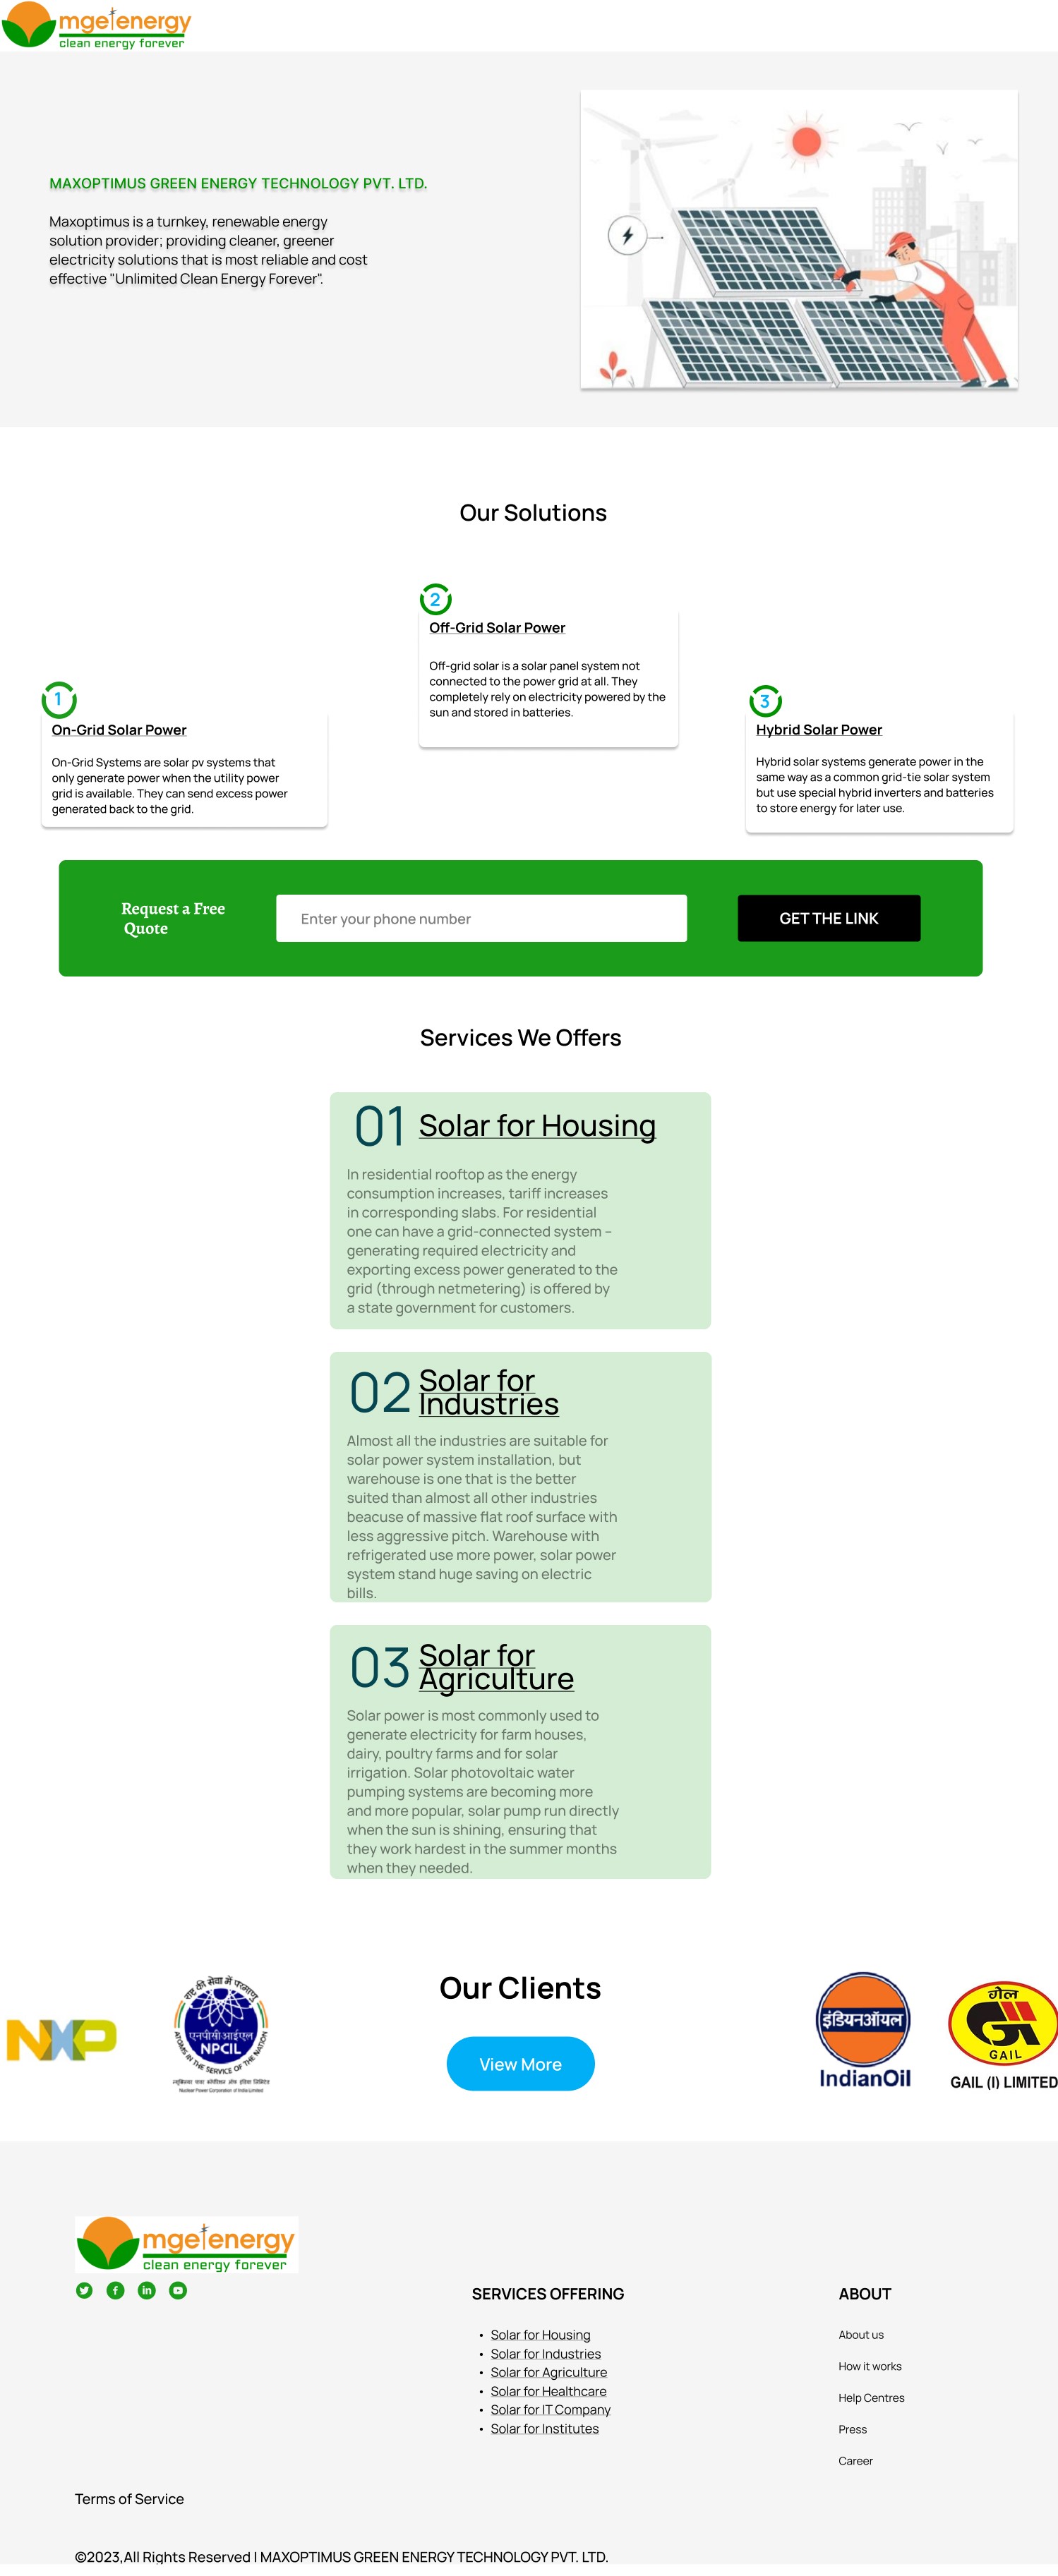 mgeenergy
clean energy forever
MAXOPTIMUS GREEN ENERGY TECHNOLOGY PVT. LTD.
Maxoptimus is a turnkey, renewable energy
solution provider; providing cleaner, greener
electricity solutions that is most reliable and cost
effective "Unlimited Clean Energy Forever".
Our Solutions
1
On-Grid Solar Power
On-Grid Systems are solar pv systems that
only generate power when the utility power
grid is available. They can send excess power
generated back to the grid.
2
Off-Grid Solar Power
Off-grid solar is a solar panel system not
connected to the power grid at all. They
completely rely on electricity powered by the
sun and stored in batteries.
3
Hybrid Solar Power
Hybrid solar systems generate power in the
same way as a common grid-tie solar system
but use special hybrid inverters and batteries
to store energy for later use.
Request a Free
Quote
Enter your phone number
GET THE LINK
Services We Offers
01 Solar for Housing
In residential rooftop as the energy
consumption increases, tariff increases
in corresponding slabs. For residential
one can have a grid-connected system –
generating required electricity and
exporting excess power generated to the
grid (through netmetering) is offered by
a state government for customers.
02 Solar for
Industries
Almost all the industries are suitable for
solar power system installation, but
warehouse is one that is the better
suited than almost all other industries
beacuse of massive flat roof surface with
less aggressive pitch. Warehouse with
refrigerated use more power, solar power
system stand huge saving on electric
bills.
03 Solar for
Agriculture
Solar power is most commonly used to
generate electricity for farm houses,
dairy, poultry farms and for solar
irrigation. Solar photovoltaic water
pumping systems are becoming more
and more popular, solar pump run directly
when the sun is shining, ensuring that
they work hardest in the summer months
when they needed.
Our Clients
View More
NXP
राष्ट्र की सेवा में परमाणु
एनपीसीआईएल
NPCIL
ATOMS IN THE SERVICE OF THE NATION
न्यूक्लियर पावर कॉर्पोरेशन ऑफ इंडिया लिमिटेड
Nuclear Power Corporation of India Limited
इंडियनऑयल
IndianOil
गेल
GAIL
GAIL (I) LIMITED
mgeenergy
clean energy forever
SERVICES OFFERING
• Solar for Housing
• Solar for Industries
• Solar for Agriculture
• Solar for Healthcare
• Solar for IT Company
• Solar for Institutes
ABOUT
About us
How it works
Help Centres
Press
Career
Terms of Service
©2023,All Rights Reserved | MAXOPTIMUS GREEN ENERGY TECHNOLOGY PVT. LTD.